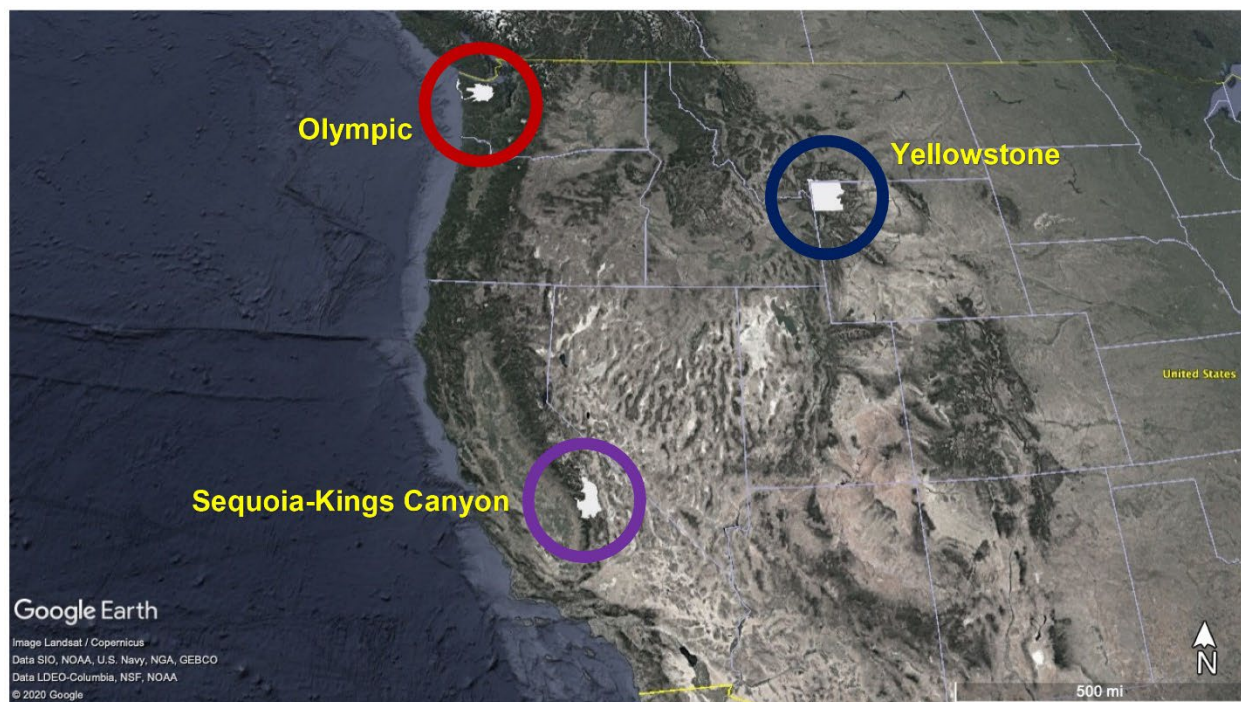 Olympic
Yellowstone
United States
Sequoia-Kings Canyon
Google Earth
Image Landsat / Copernicus
Data SIO, NOAA, U.S. Navy, NGA, GEBCO
Data LDEO-Columbia, NSF, NOAA
© 2020 Google
N
500 mi